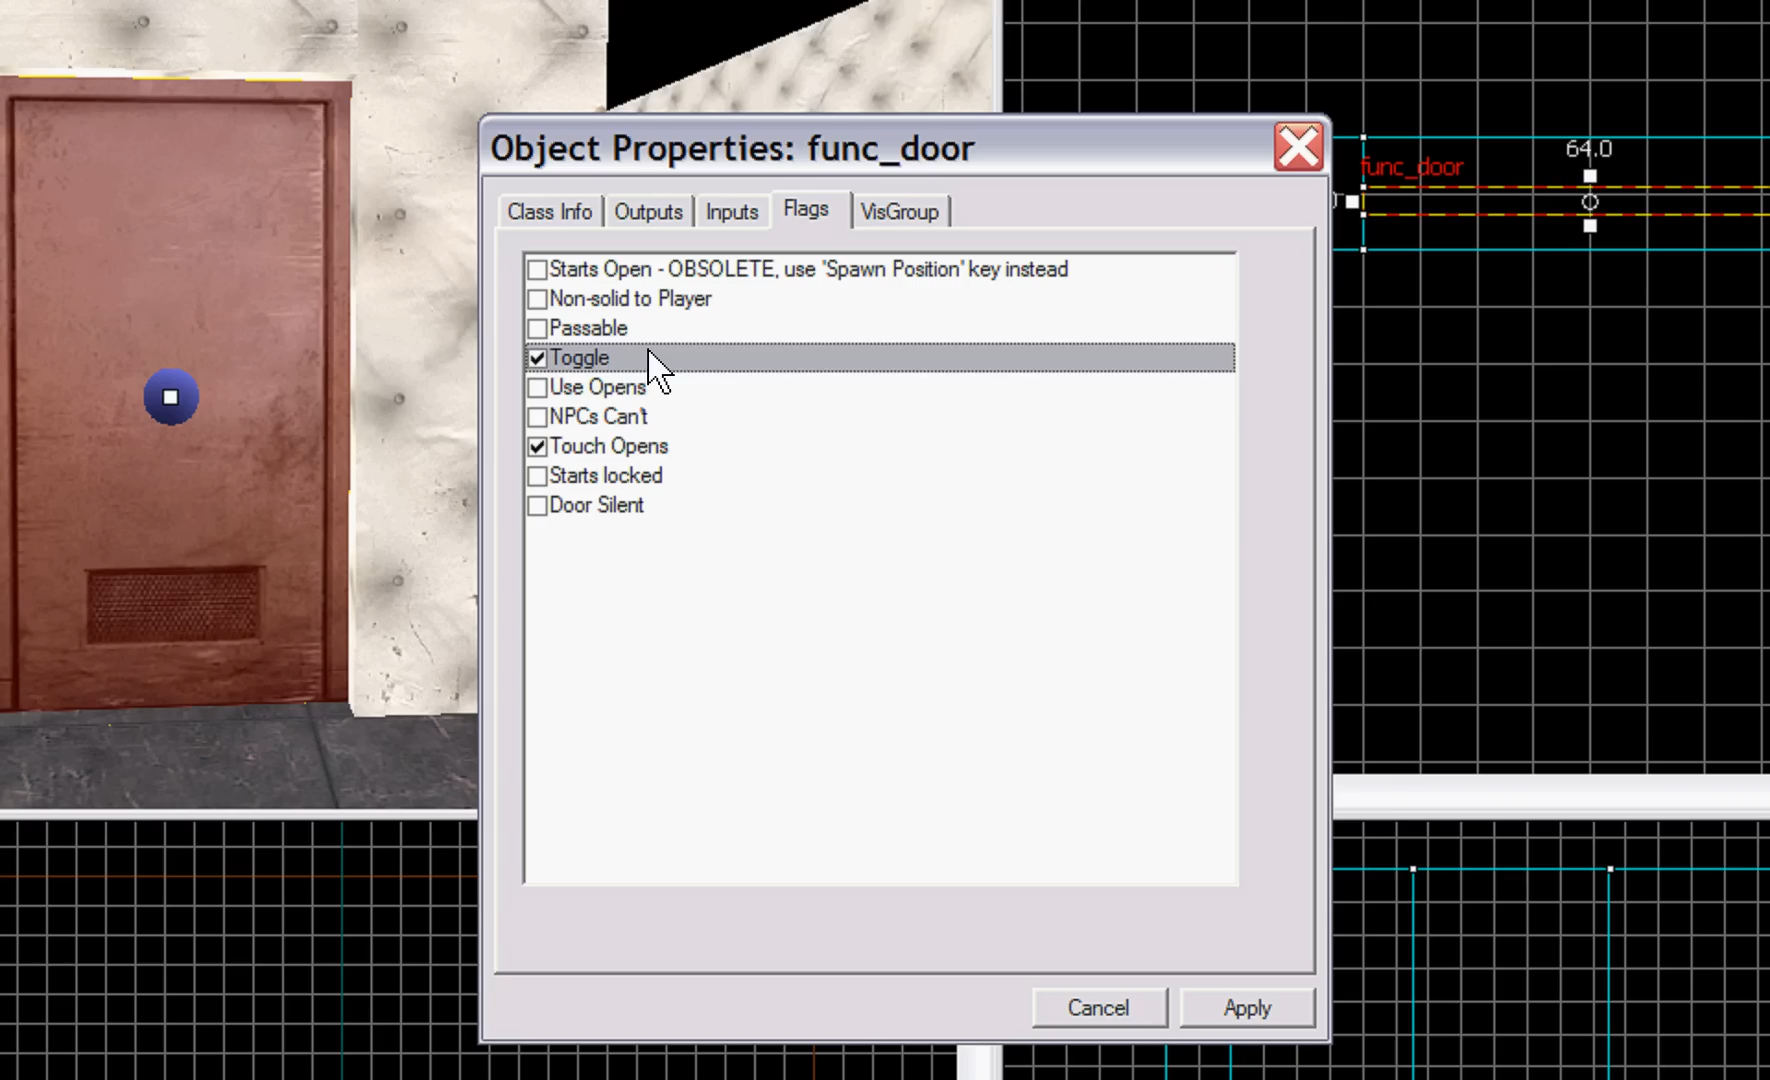 Object Properties: func_door
Class Info Outputs Inputs Flags VisGroup
Starts Open - OBSOLETE, use 'Spawn Position' key instead
Non-solid to Player
Passable
Toggle
Use Opens
NPCs Can't
Touch Opens
Starts locked
Door Silent
Cancel Apply
64.0
func_door